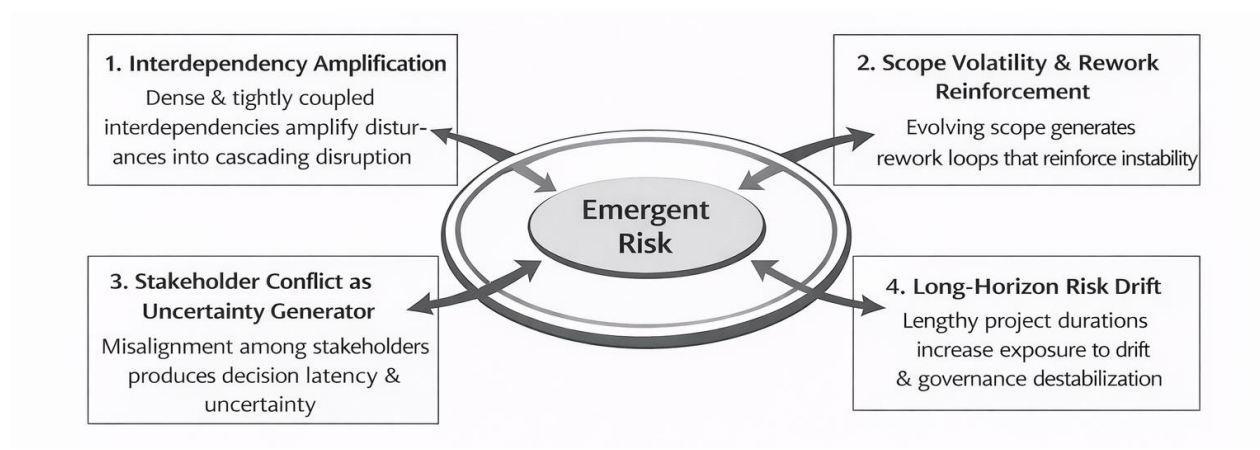 1. Interdependency Amplification
Dense & tightly coupled
interdependencies amplify distur-
ances into cascading disruption
2. Scope Volatility & Rework
Reinforcement
Evolving scope generates
rework loops that reinforce instability
Emergent
Risk
3. Stakeholder Conflict as
Uncertainty Generator
Misalignment among stakeholders
produces decision latency &
uncertainty
4. Long-Horizon Risk Drift
Lengthy project durations
increase exposure to drift
& governance destabilization